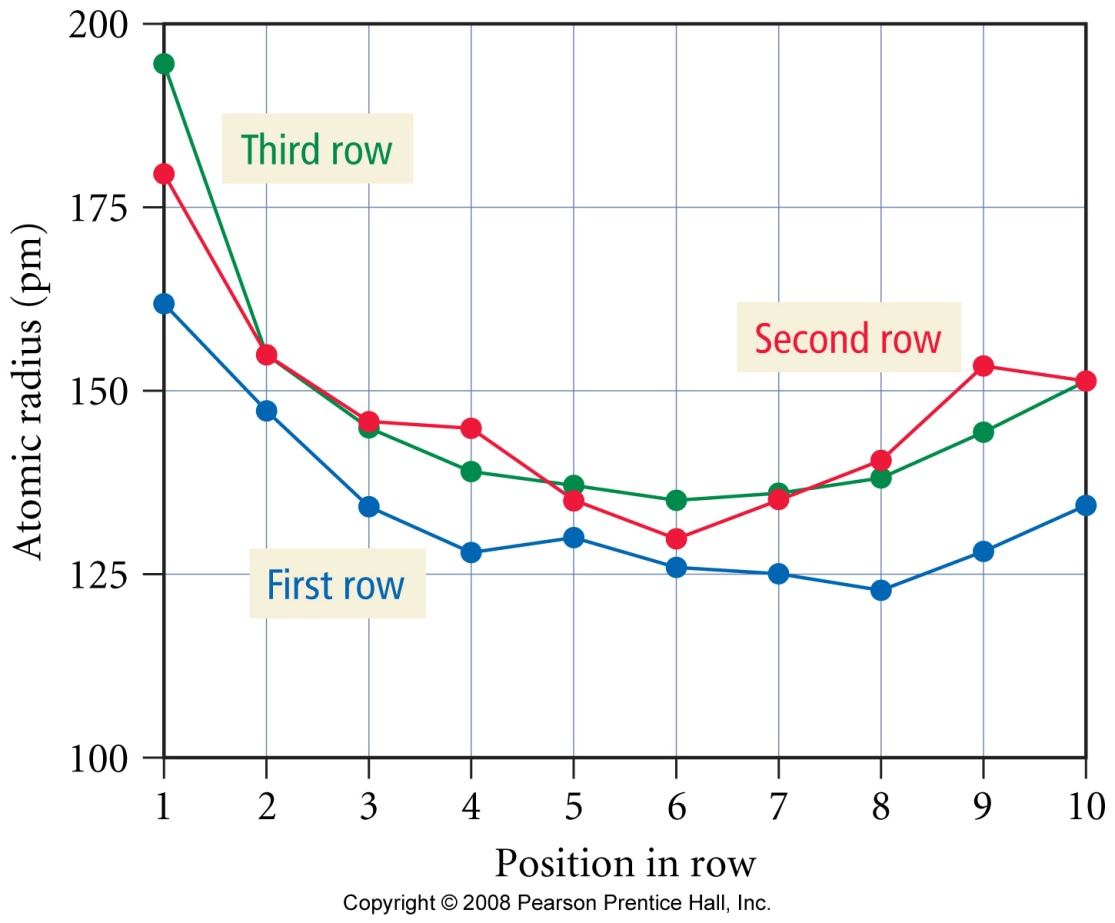 200
Third row
175
Second row
150
First row
125
100
Atomic radius (pm)
1 2 3 4 5 6 7 8 9 10
Position in row
Copyright © 2008 Pearson Prentice Hall, Inc.